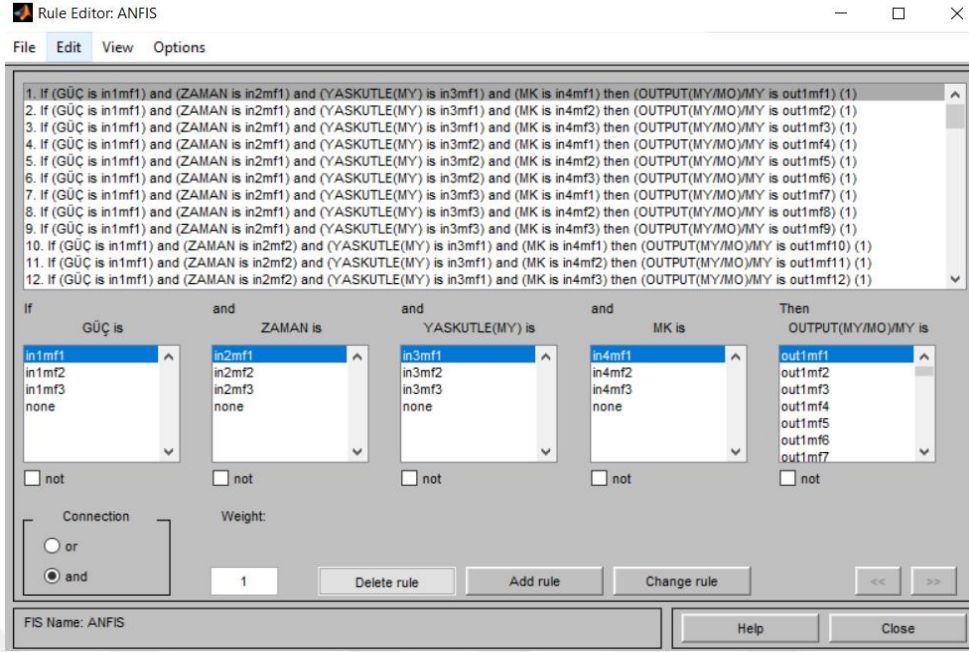 Rule Editor: ANFIS
File Edit View Options
1. If (GÜÇ is in1mf1) and (ZAMAN is in2mf1) and (YASKUTLE(MY) is in3mf1) and (MK is in4mf1) then (OUTPUT(MY/MO)/MY is out1mf1) (1)
2. If (GÜÇ is in1mf1) and (ZAMAN is in2mf1) and (YASKUTLE(MY) is in3mf1) and (MK is in4mf2) then (OUTPUT(MY/MO)/MY is out1mf2) (1)
3. If (GÜÇ is in1mf1) and (ZAMAN is in2mf1) and (YASKUTLE(MY) is in3mf1) and (MK is in4mf3) then (OUTPUT(MY/MO)/MY is out1mf3) (1)
4. If (GÜÇ is in1mf1) and (ZAMAN is in2mf1) and (YASKUTLE(MY) is in3mf2) and (MK is in4mf1) then (OUTPUT(MY/MO)/MY is out1mf4) (1)
5. If (GÜÇ is in1mf1) and (ZAMAN is in2mf1) and (YASKUTLE(MY) is in3mf2) and (MK is in4mf2) then (OUTPUT(MY/MO)/MY is out1mf5) (1)
6. If (GÜÇ is in1mf1) and (ZAMAN is in2mf1) and (YASKUTLE(MY) is in3mf2) and (MK is in4mf3) then (OUTPUT(MY/MO)/MY is out1mf6) (1)
7. If (GÜÇ is in1mf1) and (ZAMAN is in2mf1) and (YASKUTLE(MY) is in3mf3) and (MK is in4mf1) then (OUTPUT(MY/MO)/MY is out1mf7) (1)
8. If (GÜÇ is in1mf1) and (ZAMAN is in2mf1) and (YASKUTLE(MY) is in3mf3) and (MK is in4mf2) then (OUTPUT(MY/MO)/MY is out1mf8) (1)
9. If (GÜÇ is in1mf1) and (ZAMAN is in2mf1) and (YASKUTLE(MY) is in3mf3) and (MK is in4mf3) then (OUTPUT(MY/MO)/MY is out1mf9) (1)
10. If (GÜÇ is in1mf1) and (ZAMAN is in2mf2) and (YASKUTLE(MY) is in3mf1) and (MK is in4mf1) then (OUTPUT(MY/MO)/MY is out1mf10) (1)
11. If (GÜÇ is in1mf1) and (ZAMAN is in2mf2) and (YASKUTLE(MY) is in3mf1) and (MK is in4mf2) then (OUTPUT(MY/MO)/MY is out1mf11) (1)
12. If (GÜÇ is in1mf1) and (ZAMAN is in2mf2) and (YASKUTLE(MY) is in3mf1) and (MK is in4mf3) then (OUTPUT(MY/MO)/MY is out1mf12) (1)
If and and and Then
GÜÇ is ZAMAN is YASKUTLE(MY) is MK is OUTPUT(MY/MO)/MY is
in1mf1 in2mf1 in3mf1 in4mf1 out1mf1
in1mf2 in2mf2 in3mf2 in4mf2 out1mf2
in1mf3 in2mf3 in3mf3 in4mf3 out1mf3
none none none none out1mf4
out1mf5
out1mf6
out1mf7
not not not not not
Connection Weight:
or
and 1 Delete rule Add rule Change rule << >>
FIS Name: ANFIS Help Close